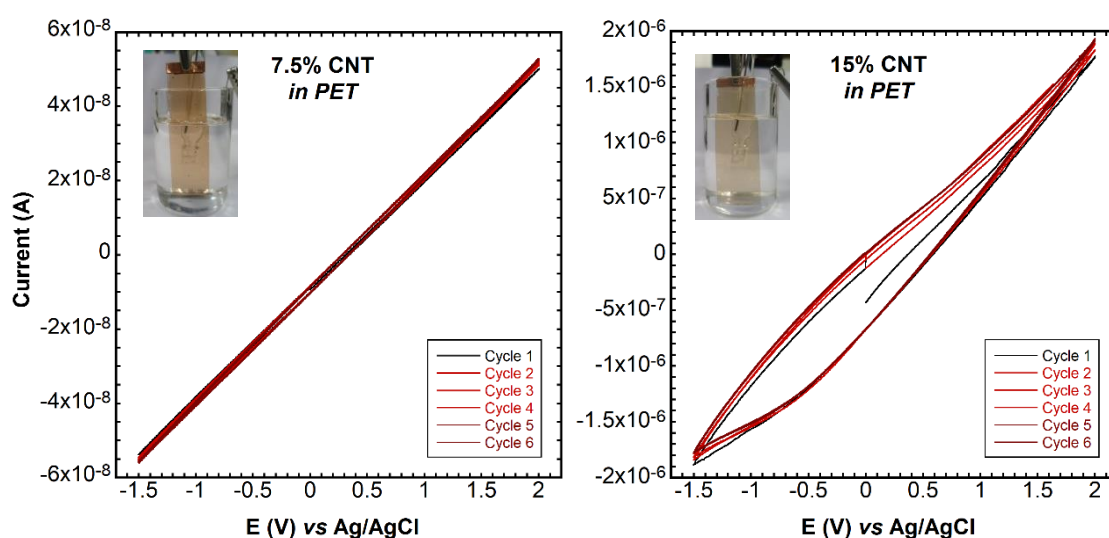 6x10⁻⁸
4x10⁻⁸
2x10⁻⁸
0
-2x10⁻⁸
-4x10⁻⁸
-6x10⁻⁸
Current (A)
7.5% CNT
in PET
Cycle 1
Cycle 2
Cycle 3
Cycle 4
Cycle 5
Cycle 6
-1.5 -1 -0.5 0 0.5 1 1.5 2
E (V) vs Ag/AgCl
2x10⁻⁶
1.5x10⁻⁶
1x10⁻⁶
5x10⁻⁷
0
-5x10⁻⁷
-1x10⁻⁶
-1.5x10⁻⁶
-2x10⁻⁶
15% CNT
in PET
Cycle 1
Cycle 2
Cycle 3
Cycle 4
Cycle 5
Cycle 6
-1.5 -1 -0.5 0 0.5 1 1.5 2
E (V) vs Ag/AgCl